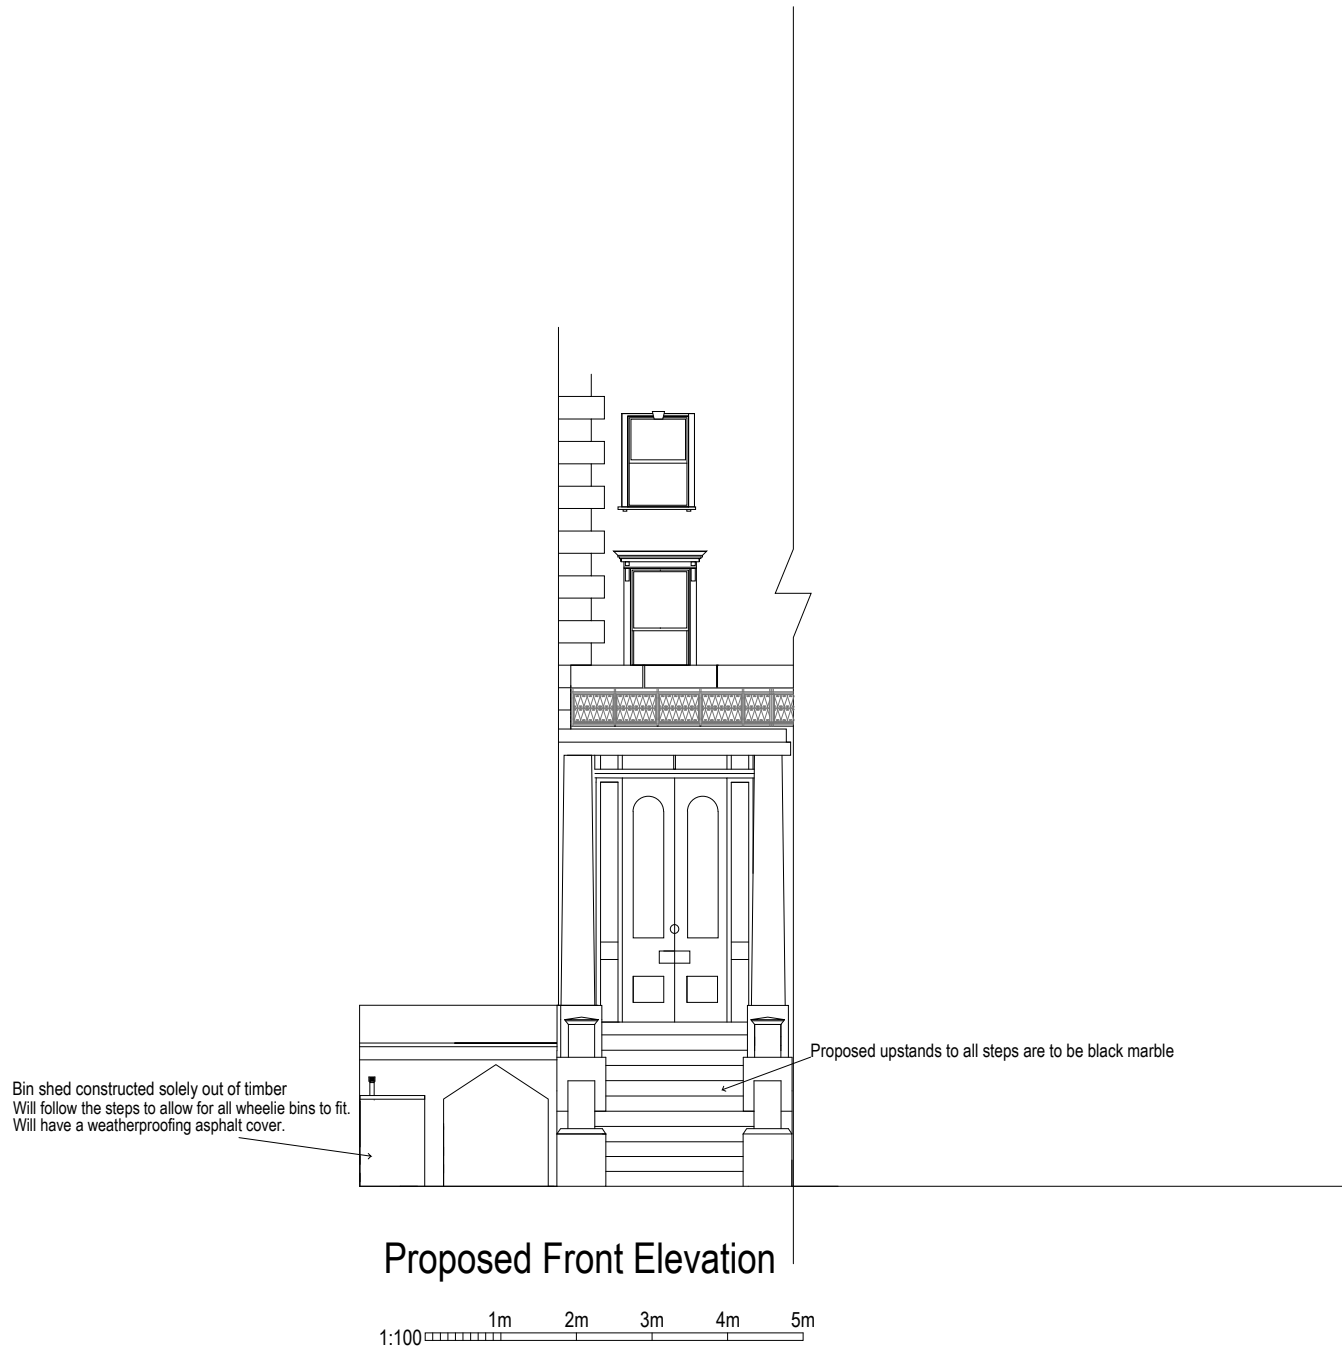 Proposed upstands to all steps are to be black marble
Bin shed constructed solely out of timber
Will follow the steps to allow for all wheelie bins to fit.
Will have a weatherproofing asphalt cover.
Proposed Front Elevation
1m 2m 3m 4m 5m
1:100